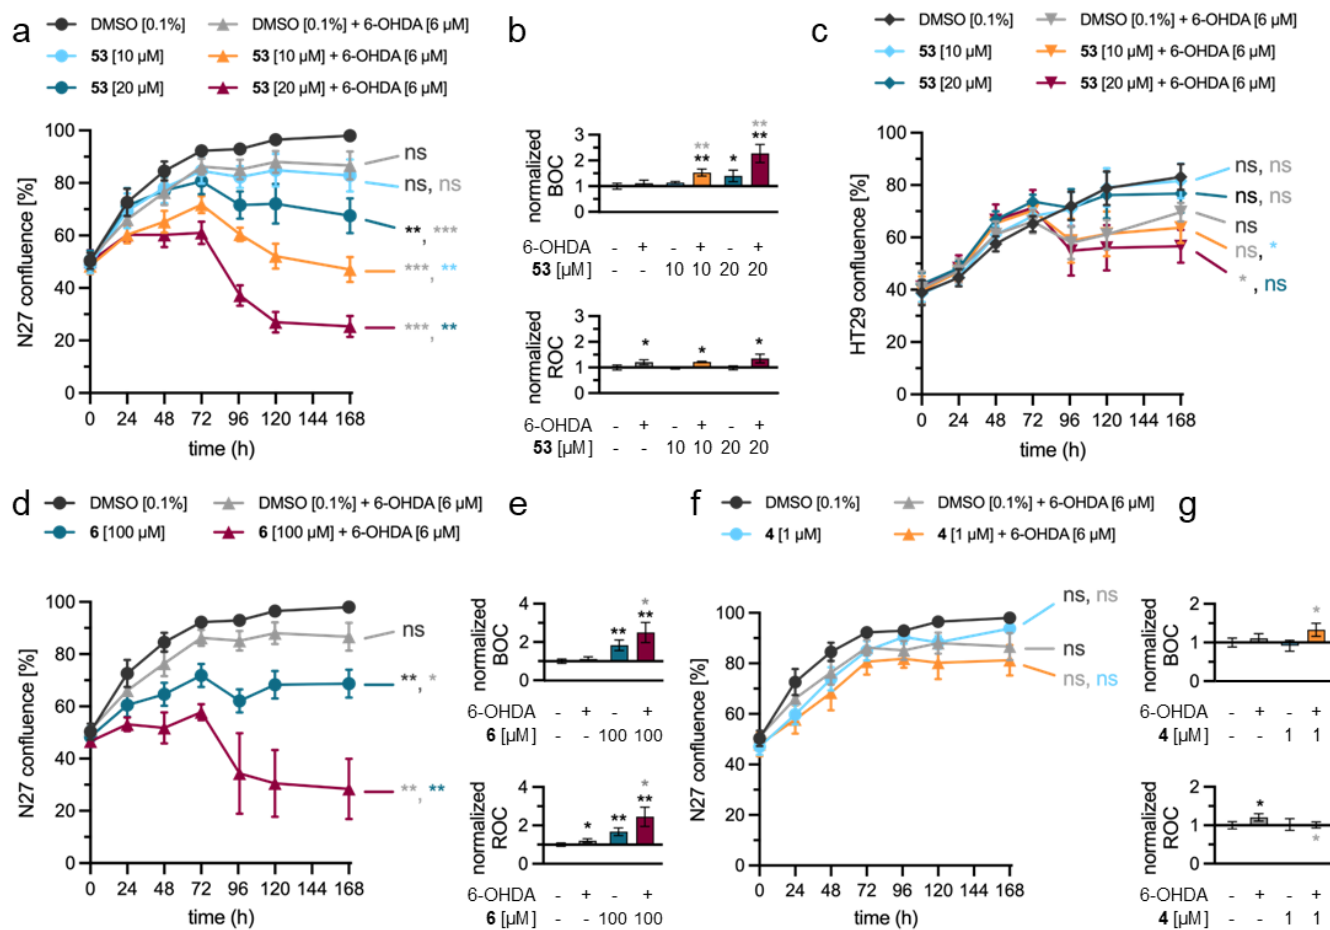 a
DMSO [0.1%]
DMSO [0.1%] + 6-OHDA [6 µM]
53 [10 µM]
53 [10 µM] + 6-OHDA [6 µM]
53 [20 µM]
53 [20 µM] + 6-OHDA [6 µM]
N27 confluence [%]
100
80
60
40
20
0
0 24 48 72 96 120 144 168
time (h)
ns
ns, ns
**, ***
***, **
***, **
b
normalized
BOC
3
2
1
0
** ** * ** **
6-OHDA - + - + - +
53 [µM] - - 10 10 20 20
normalized
ROC
2
1
0
* * *
6-OHDA - + - + - +
53 [µM] - - 10 10 20 20
c
DMSO [0.1%]
DMSO [0.1%] + 6-OHDA [6 µM]
53 [10 µM]
53 [10 µM] + 6-OHDA [6 µM]
53 [20 µM]
53 [20 µM] + 6-OHDA [6 µM]
HT29 confluence [%]
100
80
60
40
20
0
0 24 48 72 96 120 144 168
time (h)
ns, ns
ns, ns
ns
ns, *
* , ns
d
DMSO [0.1%]
DMSO [0.1%] + 6-OHDA [6 µM]
6 [100 µM]
6 [100 µM] + 6-OHDA [6 µM]
N27 confluence [%]
100
80
60
40
20
0
0 24 48 72 96 120 144 168
time (h)
ns
**, *
**, **
e
normalized
BOC
4
2
0
** * **
6-OHDA - + - +
6 [µM] - - 100 100
normalized
ROC
4
2
0
* ** * **
6-OHDA - + - +
6 [µM] - - 100 100
f
DMSO [0.1%]
DMSO [0.1%] + 6-OHDA [6 µM]
4 [1 µM]
4 [1 µM] + 6-OHDA [6 µM]
N27 confluence [%]
100
80
60
40
20
0
0 24 48 72 96 120 144 168
time (h)
ns, ns
ns
ns, ns
g
normalized
BOC
2
1
0
*
6-OHDA - + - +
4 [µM] - - 1 1
normalized
ROC
2
1
0
* *
6-OHDA - + - +
4 [µM] - - 1 1